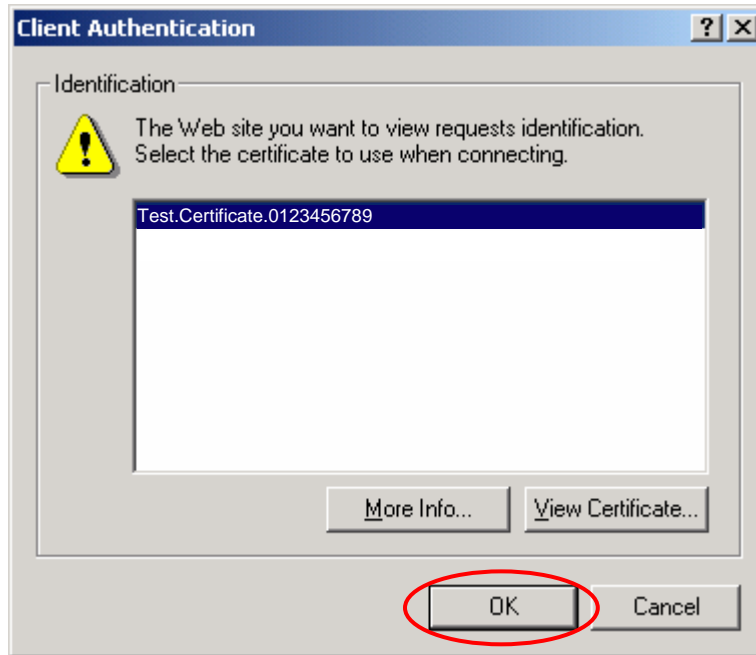 Client Authentication
Identification
The Web site you want to view requests identification.
Select the certificate to use when connecting.
Test.Certificate.0123456789
More Info...
View Certificate...
OK
Cancel